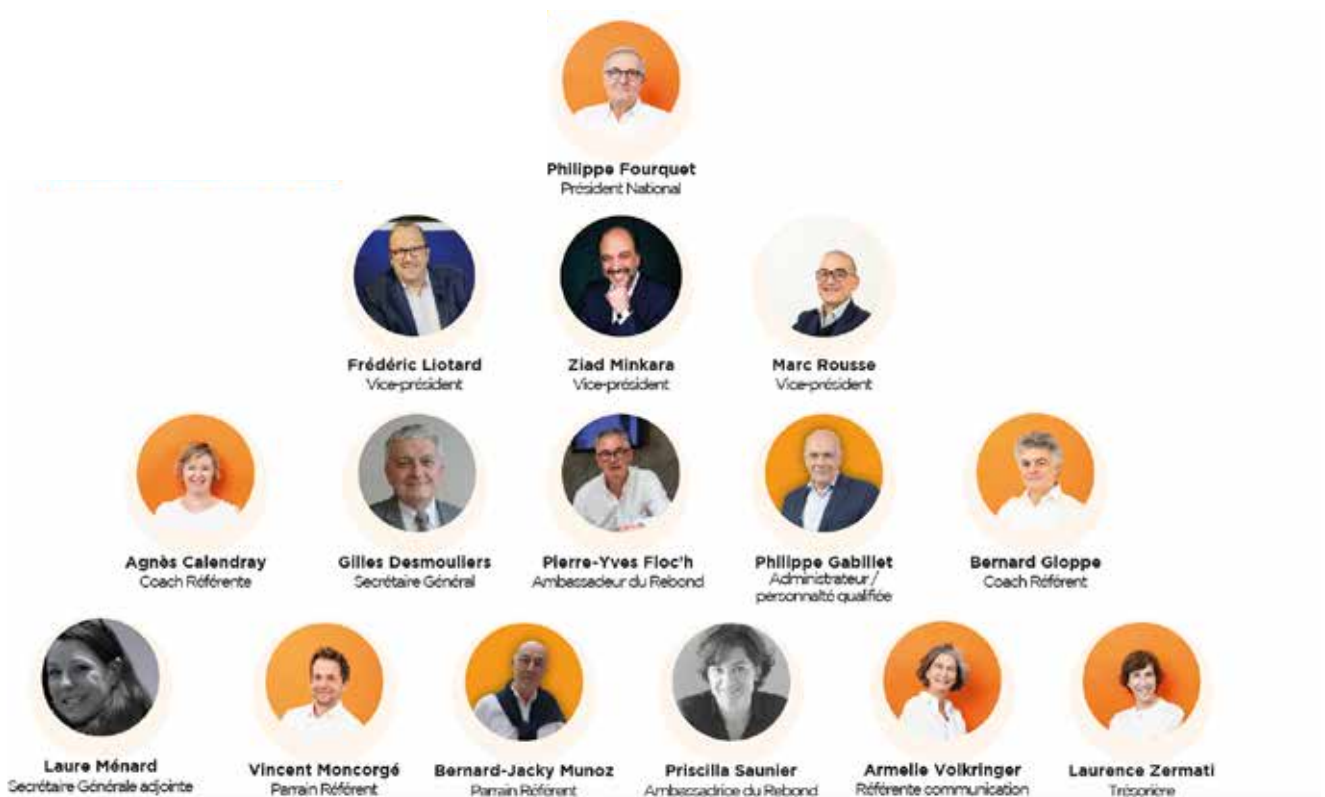 Philippe Fourquet
Président National
Frédéric Liotard
Vice-président
Ziad Minkara
Vice-président
Marc Rousse
Vice-président
Agnès Calendray
Coach Référente
Gilles Desmouliers
Secrétaire Général
Pierre-Yves Floc'h
Ambassadeur du Rebond
Philippe Gabillet
Administrateur /
personnalté qualifiée
Bernard Gloppe
Coach Référent
Laure Ménard
Secrétaire Générale adjointe
Vincent Moncorgé
Parrain Référent
Bernard-Jacky Munoz
Parrain Référent
Priscilla Saunier
Ambassadrice du Rebond
Armelle Volkringer
Référente communication
Laurence Zermati
Trésorière